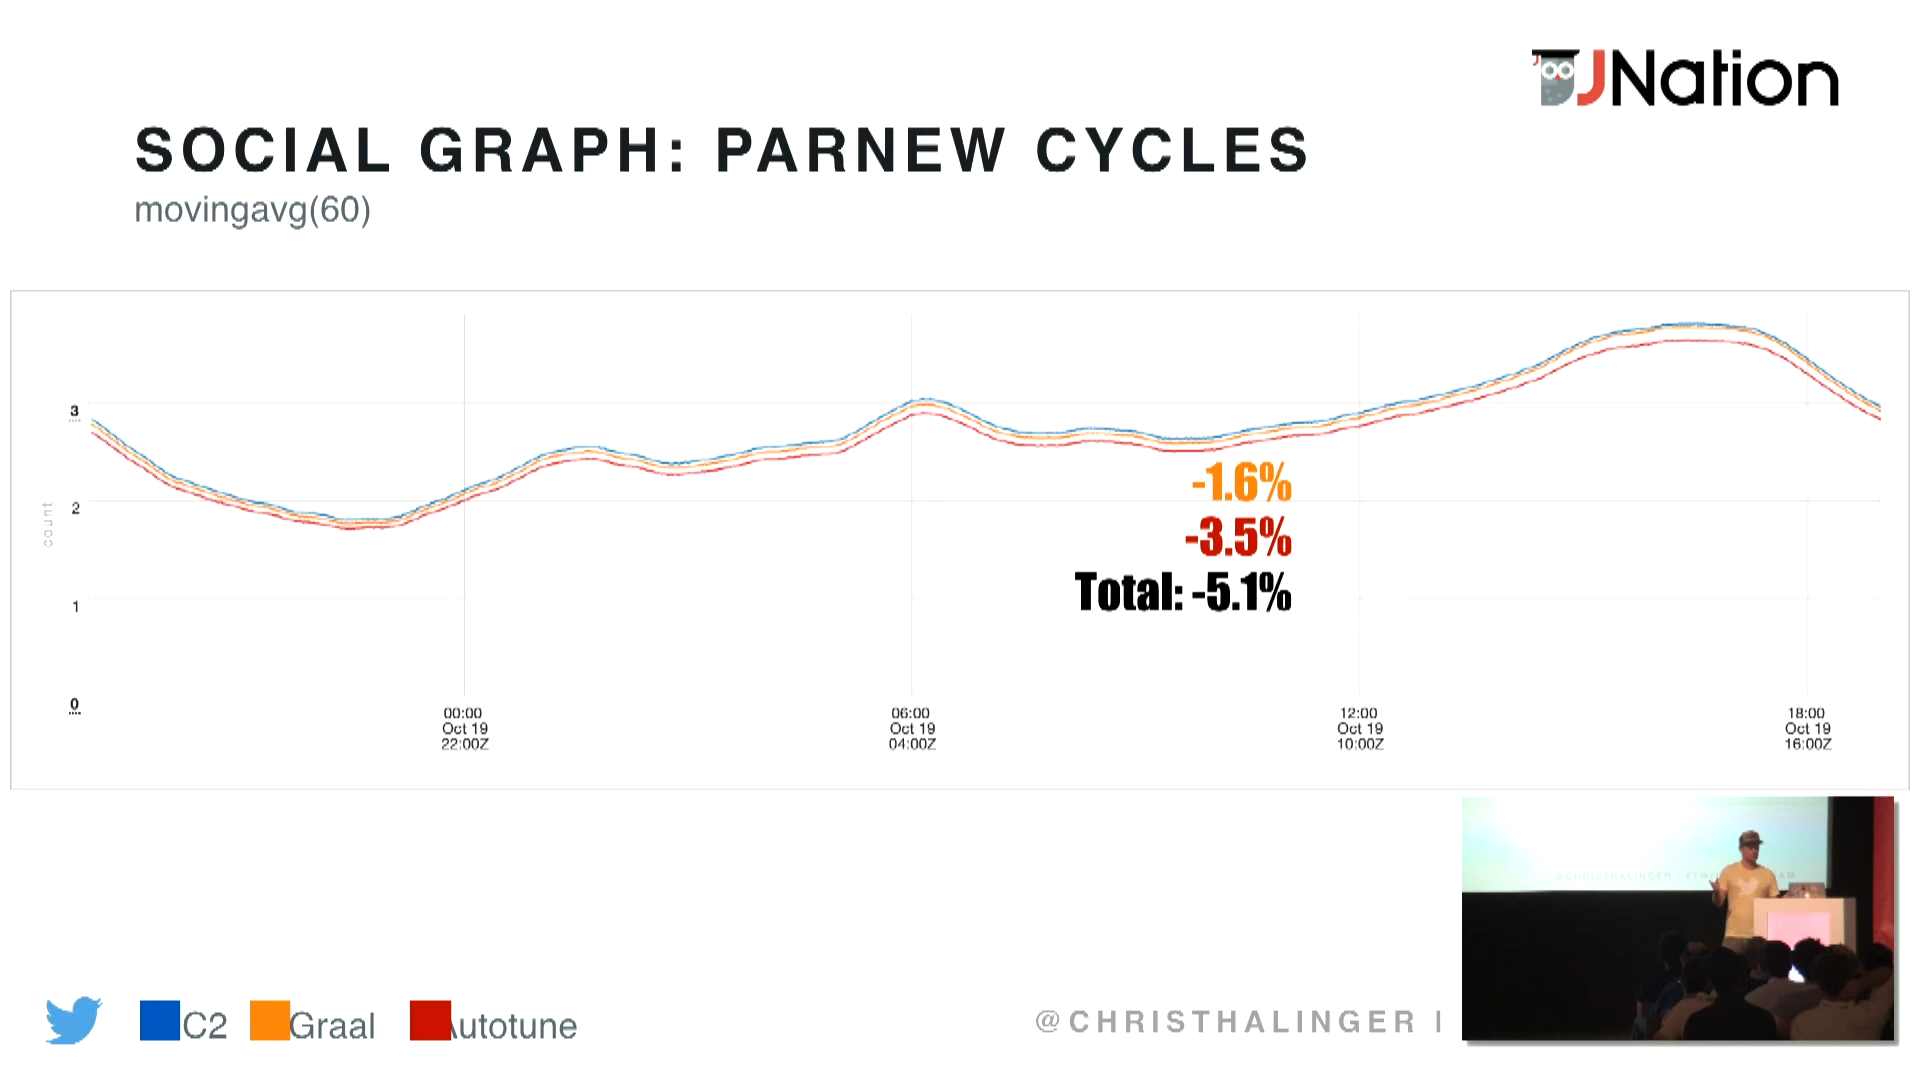 JNation
SOCIAL GRAPH: PARNEW CYCLES
movingavg(60)
3
2
1
0
count
-1.6%
-3.5%
Total: -5.1%
00:00
Oct 19
22:00Z
06:00
Oct 19
04:00Z
12:00
Oct 19
10:00Z
18:00
Oct 19
16:00Z
C2
Graal
utotune
@CHRISTHALINGER |
@CHRISTHALINGER